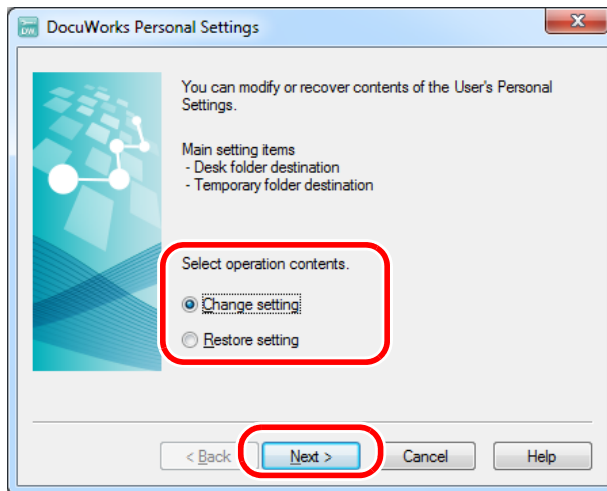 DocuWorks Personal Settings
You can modify or recover contents of the User's Personal
Settings.
Main setting items
- Desk folder destination
- Temporary folder destination
Select operation contents.
Change setting
Restore setting
< Back Next > Cancel Help